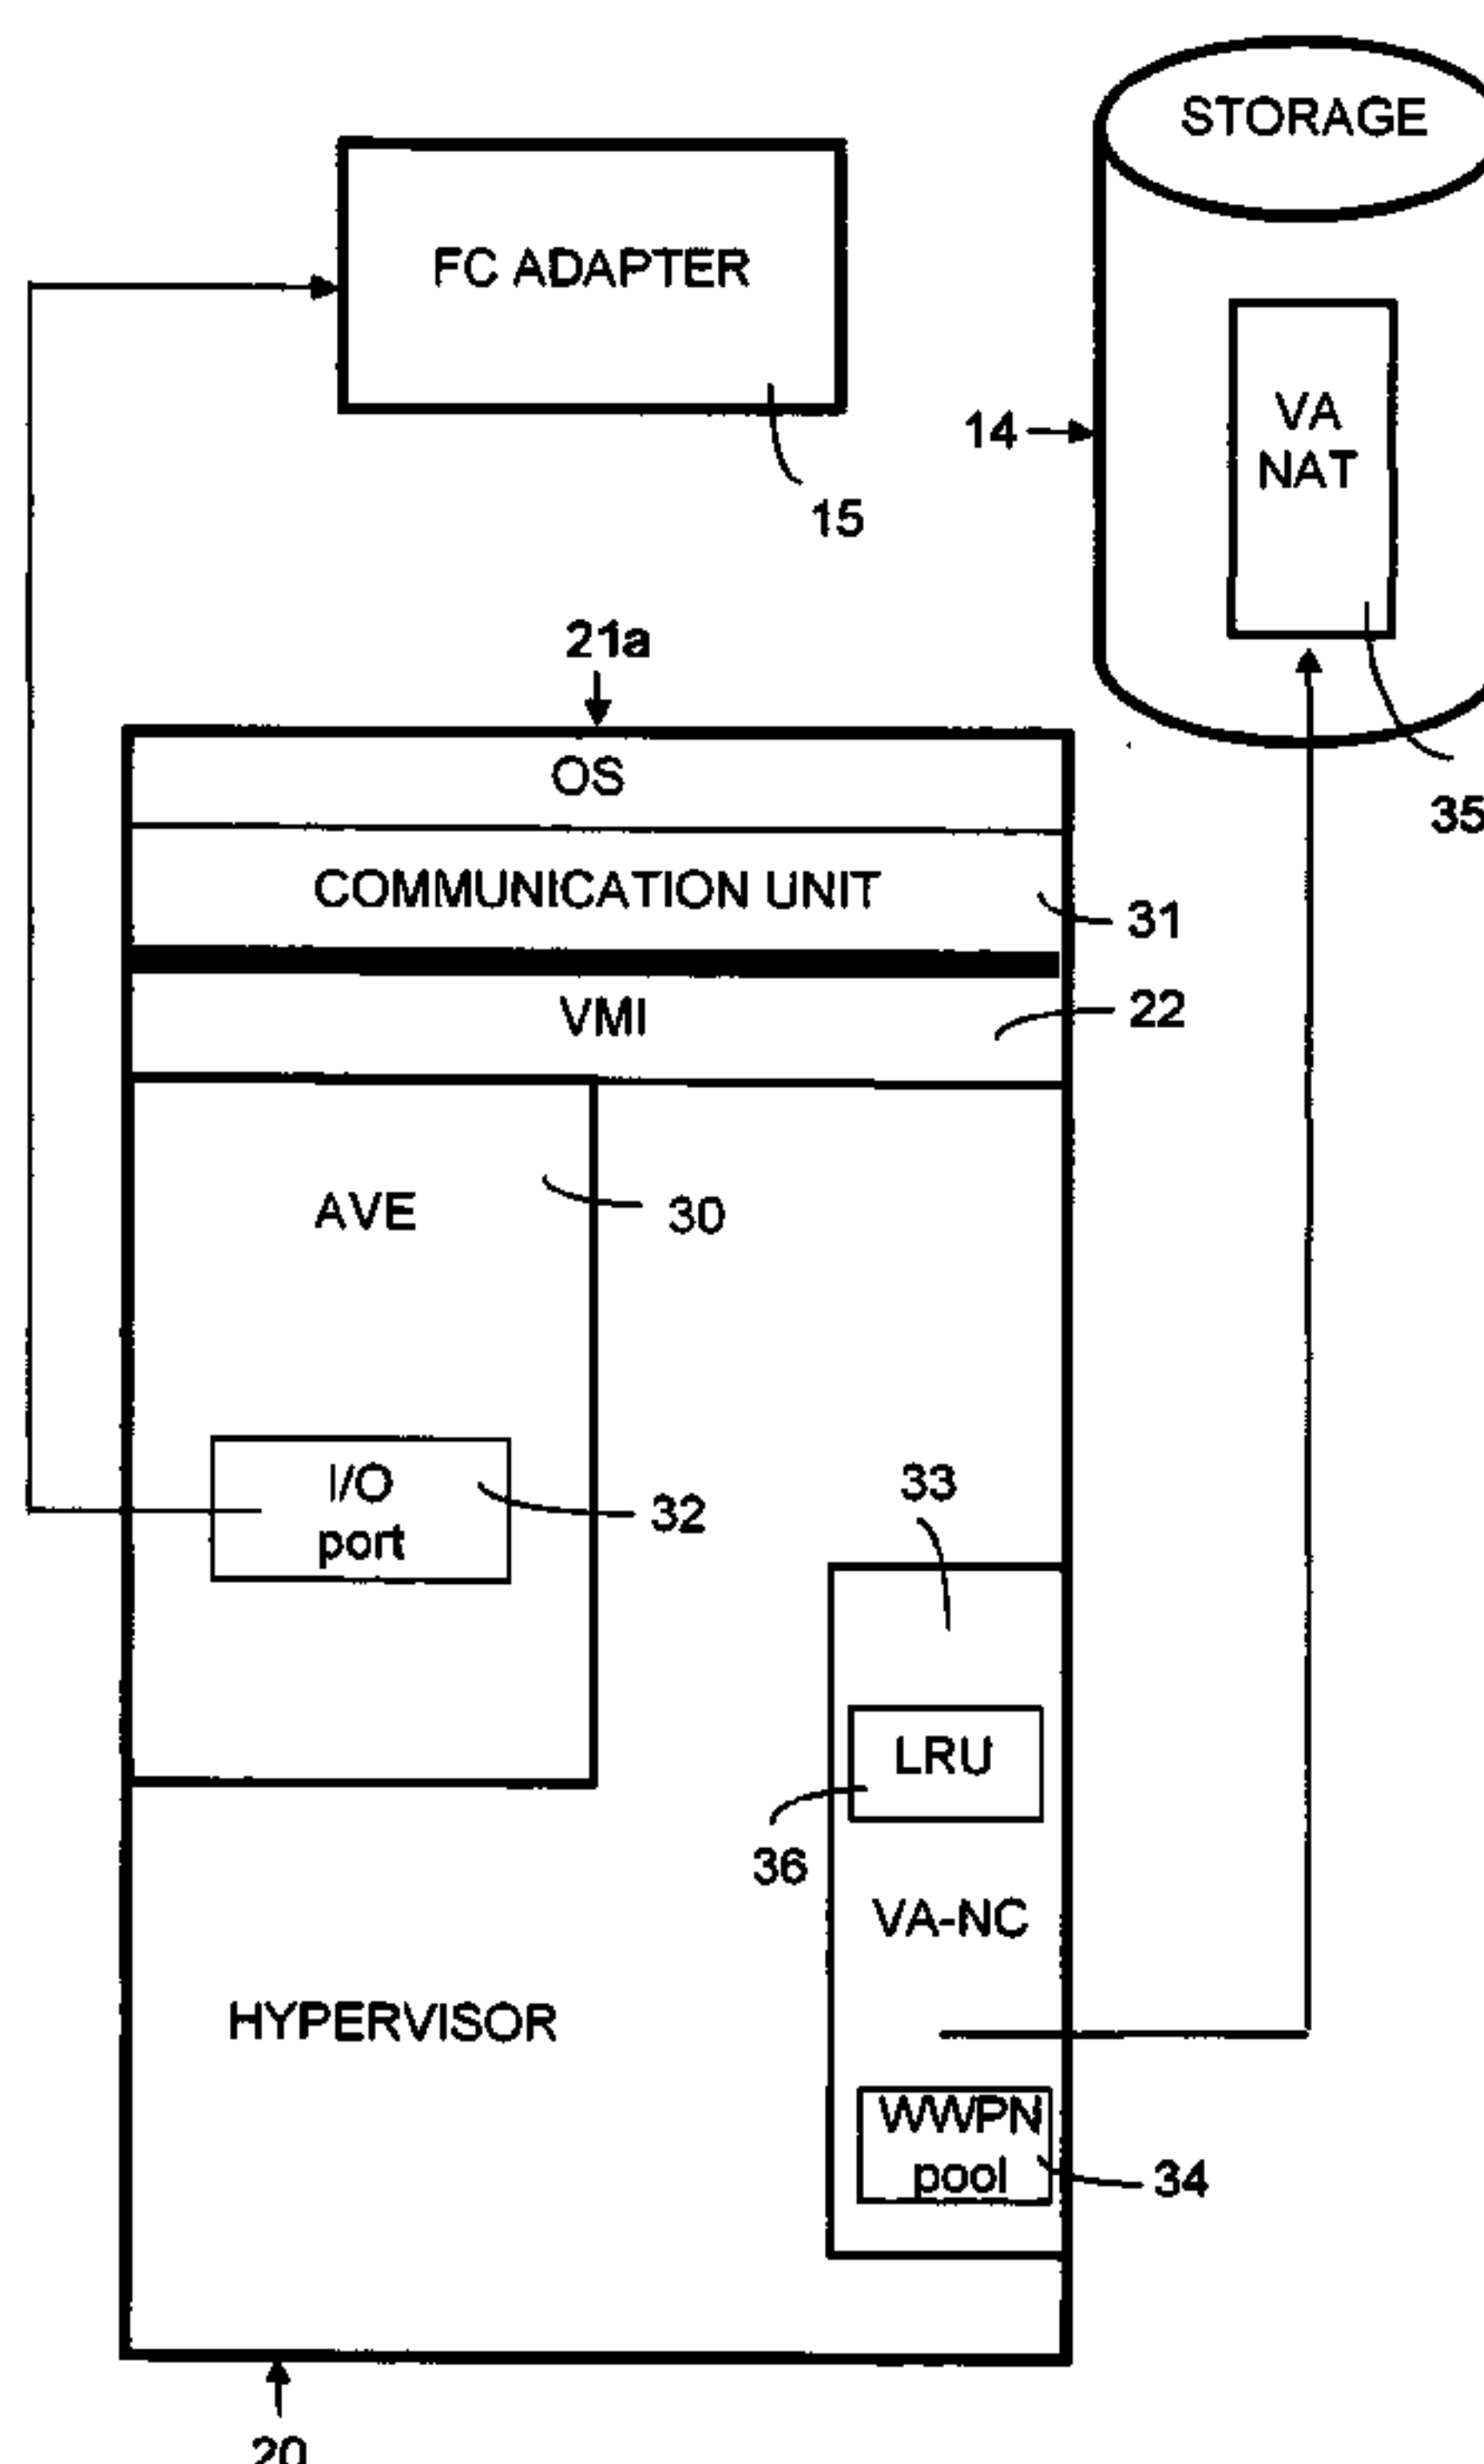 STORAGE
FC ADAPTER
VA
NAT
14
15
21a
OS
35
COMMUNICATION UNIT
31
VMI
22
AVE
30
I/O
port
32
33
LRU
36
VA-NC
HYPERVISOR
WWPN
pool
34
20